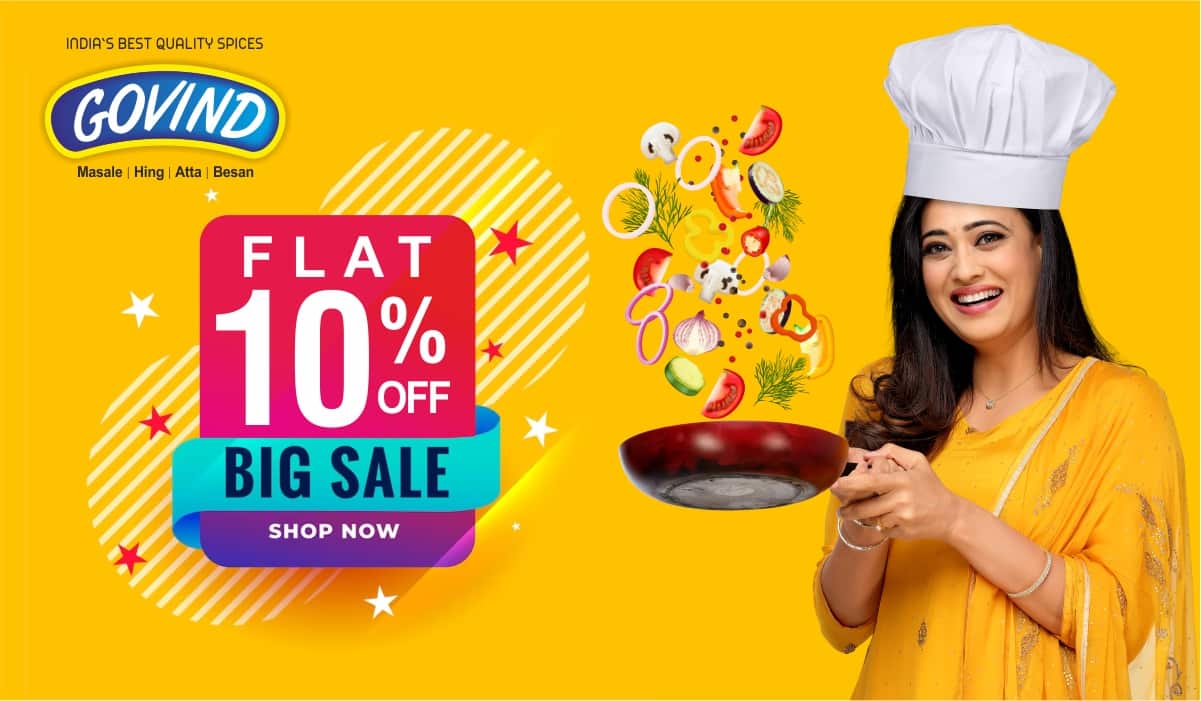 INDIA'S BEST QUALITY SPICES
GOVIND
Masale | Hing | Atta | Besan
FLAT
10% OFF
BIG SALE
SHOP NOW